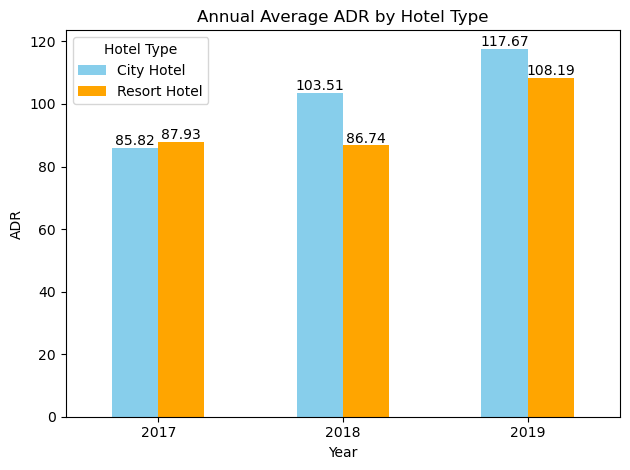 Annual Average ADR by Hotel Type
Hotel Type
City Hotel
Resort Hotel
120
100
80
60
40
20
0
ADR
85.82
87.93
103.51
86.74
117.67
108.19
2017
2018
2019
Year